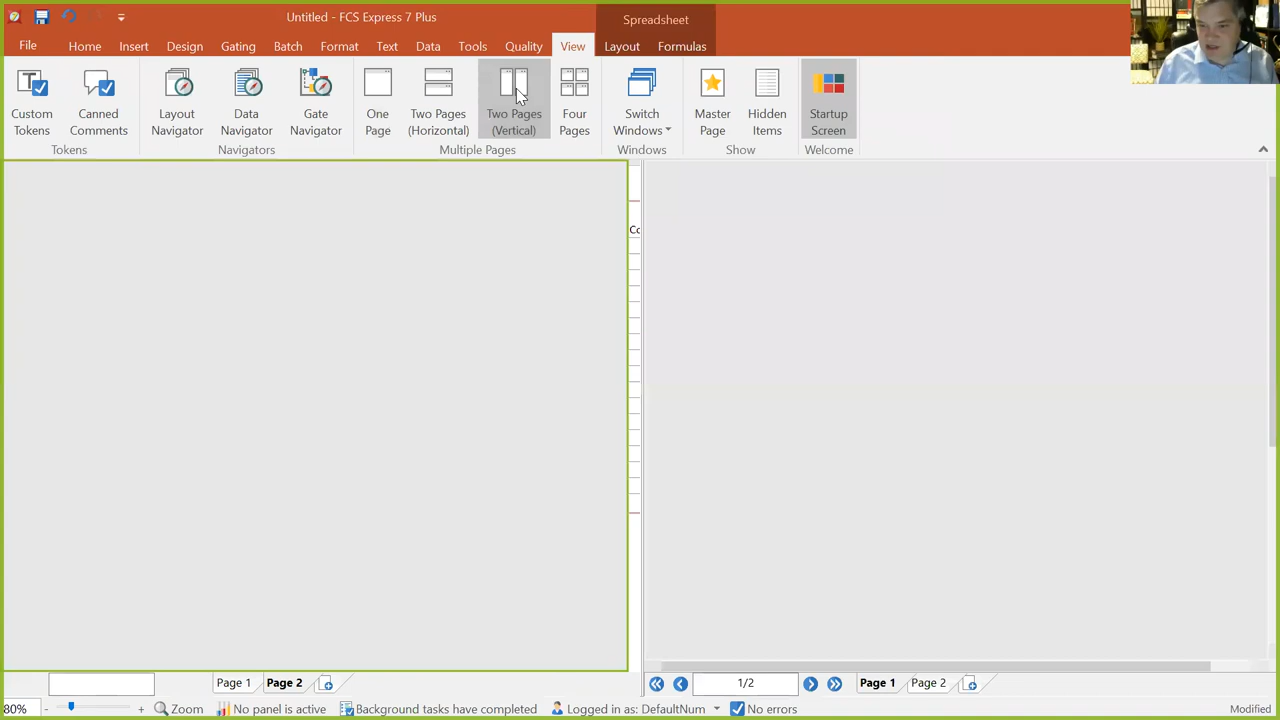 Untitled - FCS Express 7 Plus
Spreadsheet
File Home Insert Design Gating Batch Format Text Data Tools Quality View Layout Formulas
Custom Tokens
Canned Comments
Tokens
Layout Navigator
Data Navigator
Gate Navigator
Navigators
One Page
Two Pages (Horizontal)
Two Pages (Vertical)
Four Pages
Multiple Pages
Switch Windows
Windows
Master Page
Hidden Items
Show
Startup Screen
Welcome
Co
Page 1 Page 2
1/2
Page 1 Page 2
80% - + Zoom No panel is active Background tasks have completed Logged in as: DefaultNum No errors Modified